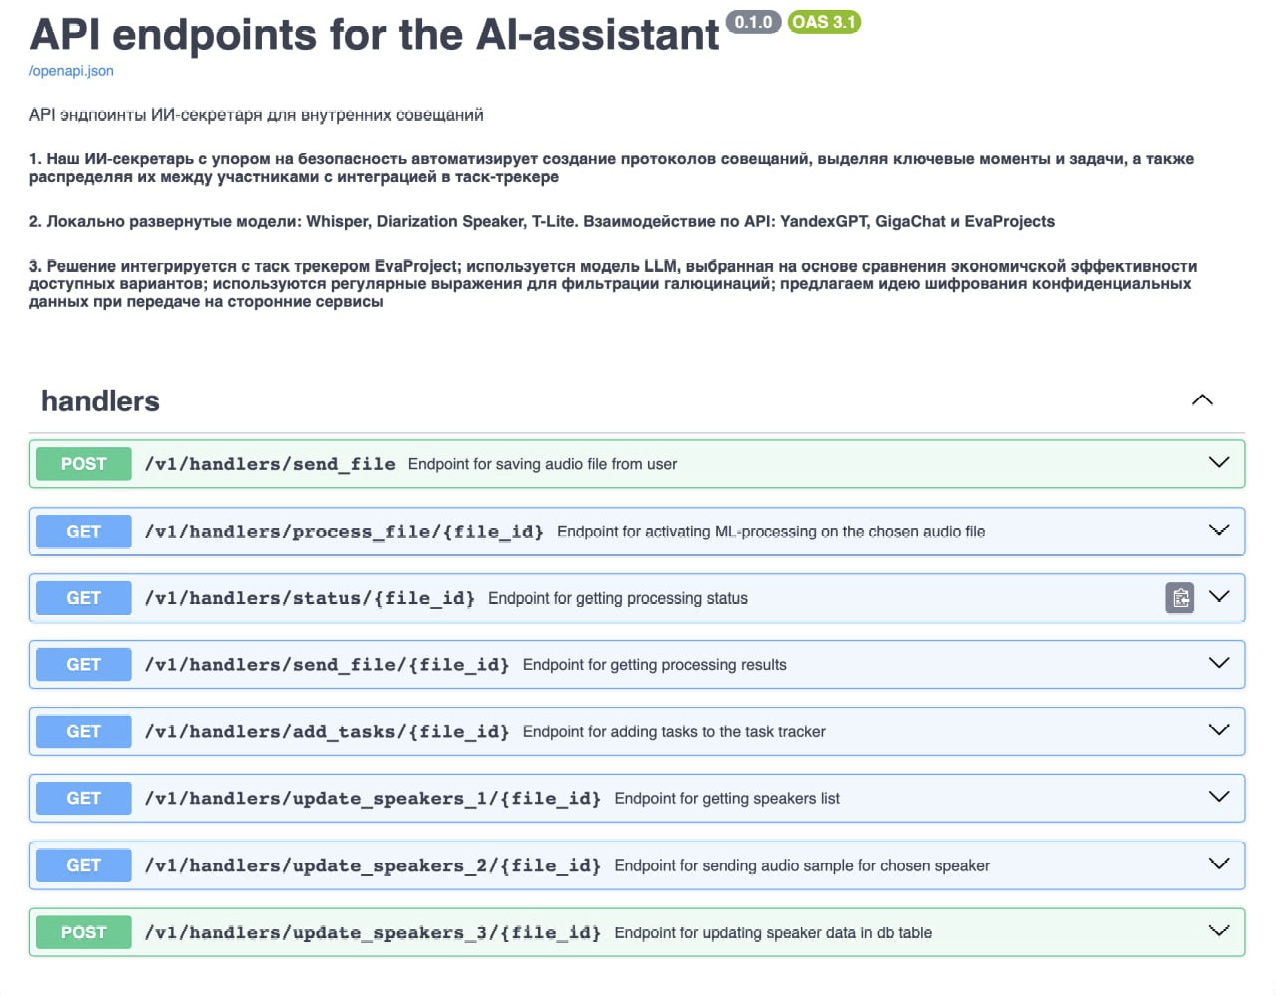 API endpoints for the AI-assistant 0.1.0 OAS 3.1
/openapi.json
API эндпоинты ИИ-секретаря для внутренних совещаний
1. Наш ИИ-секретарь с упором на безопасность автоматизирует создание протоколов совещаний, выделяя ключевые моменты и задачи, а также
распределяя их между участниками с интеграцией в таск-трекере
2. Локально развернутые модели: Whisper, Diarization Speaker, T-Lite. Взаимодействие по API: YandexGPT, GigaChat и EvaProjects
3. Решение интегрируется с таск трекером EvaProject; используется модель LLM, выбранная на основе сравнения экономичской эффективности
доступных вариантов; используются регулярные выражения для фильтрации галюцинаций; предлагаем идею шифрования конфиденциальных
данных при передаче на сторонние сервисы
handlers
POST /v1/handlers/send_file Endpoint for saving audio file from user
GET /v1/handlers/process_file/{file_id} Endpoint for activating ML-processing on the chosen audio file
GET /v1/handlers/status/{file_id} Endpoint for getting processing status
GET /v1/handlers/send_file/{file_id} Endpoint for getting processing results
GET /v1/handlers/add_tasks/{file_id} Endpoint for adding tasks to the task tracker
GET /v1/handlers/update_speakers_1/{file_id} Endpoint for getting speakers list
GET /v1/handlers/update_speakers_2/{file_id} Endpoint for sending audio sample for chosen speaker
POST /v1/handlers/update_speakers_3/{file_id} Endpoint for updating speaker data in db table